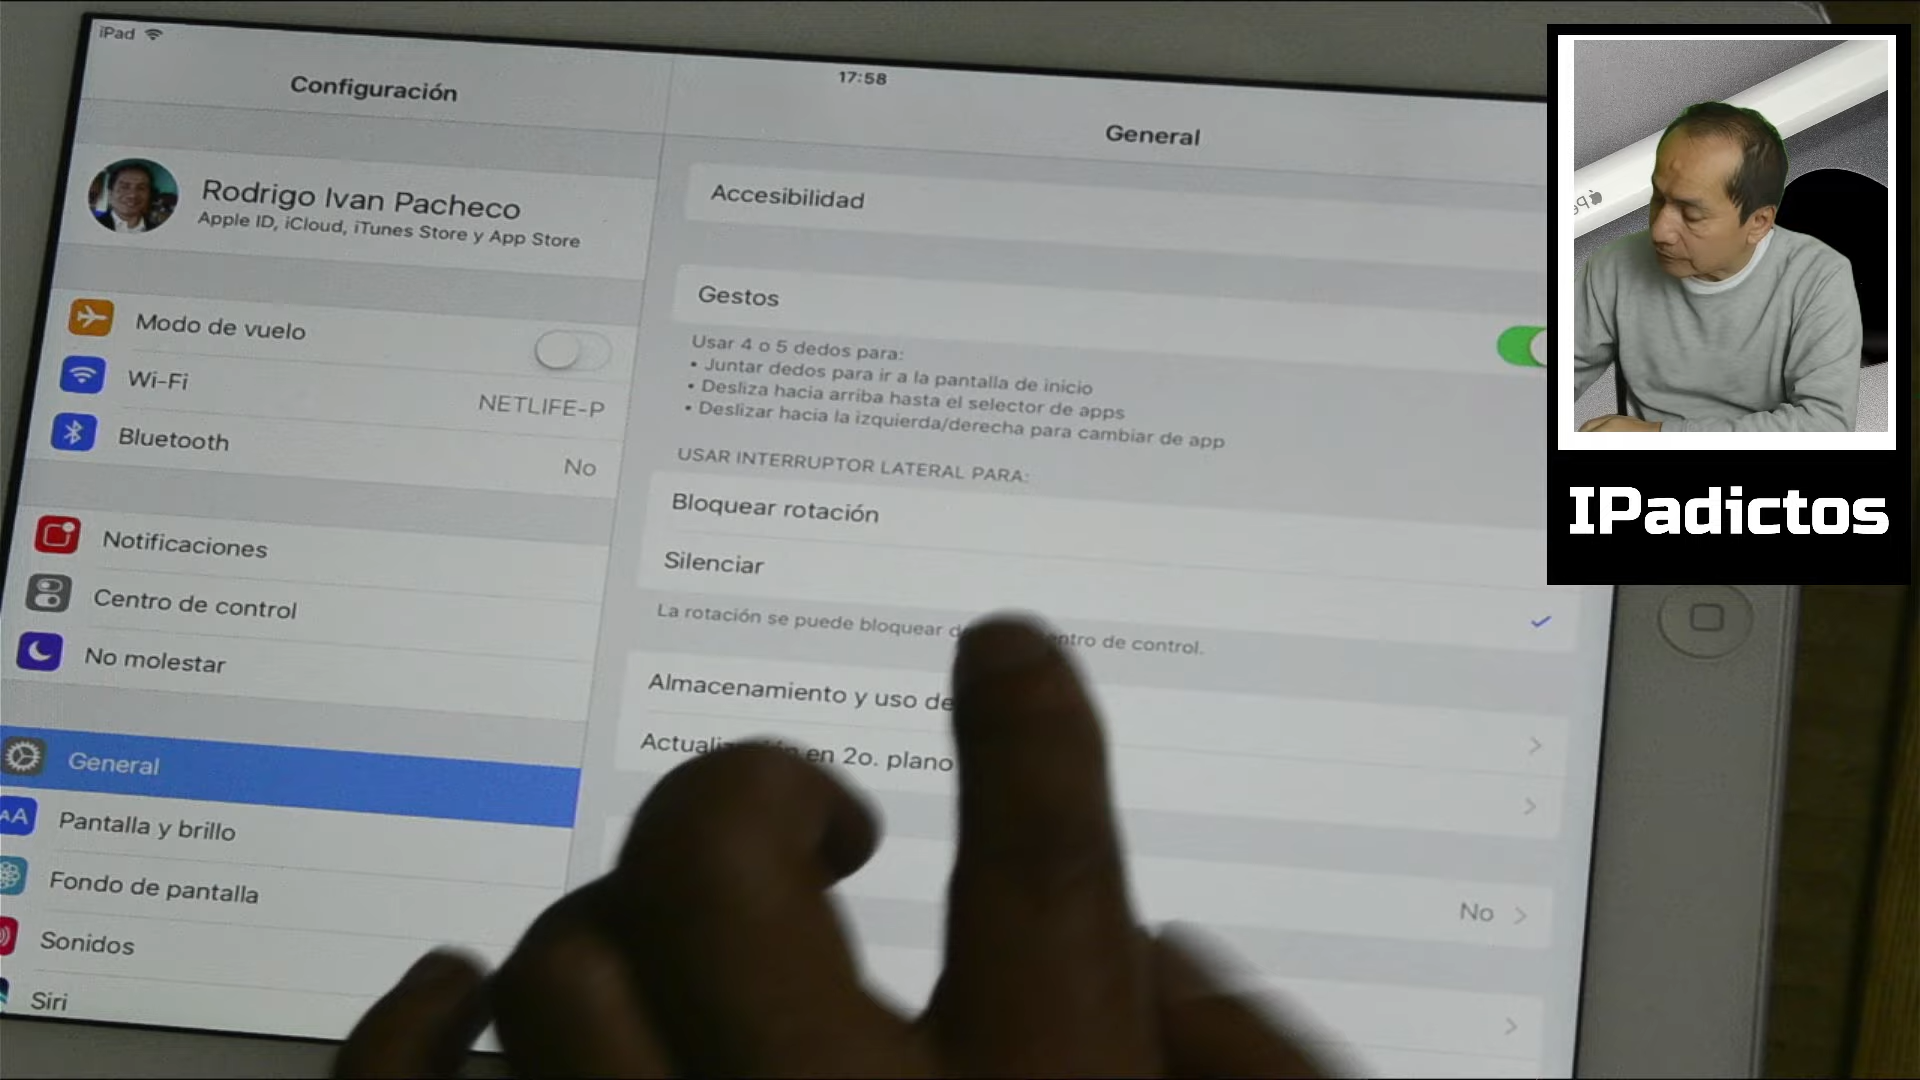 iPad
17:58
Configuración
General
Rodrigo Ivan Pacheco
Apple ID, iCloud, iTunes Store y App Store
Modo de vuelo
Wi-Fi
NETLIFE-P
Bluetooth
No
Notificaciones
Centro de control
No molestar
General
Pantalla y brillo
Fondo de pantalla
Sonidos
Siri
Accesibilidad
Gestos
Usar 4 o 5 dedos para:
• Juntar dedos para ir a la pantalla de inicio
• Desliza hacia arriba hasta el selector de apps
• Deslizar hacia la izquierda/derecha para cambiar de app
USAR INTERRUPTOR LATERAL PARA:
Bloquear rotación
Silenciar
La rotación se puede bloquear de control.
Almacenamiento y uso de
en 2o. plano
No
IPadictos